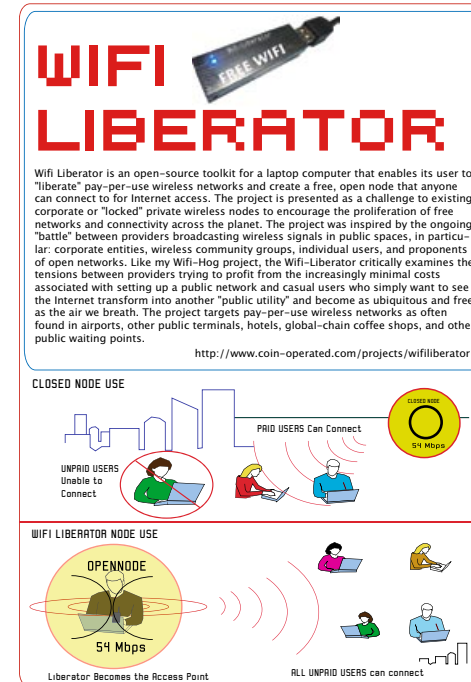 WIFI
Wifi-Liberator
FREE WIFI
LIBERATOR
Wifi Liberator is an open-source toolkit for a laptop computer that enables its user to
"liberate" pay-per-use wireless networks and create a free, open node that anyone
can connect to for Internet access. The project is presented as a challenge to existing
corporate or "locked" private wireless nodes to encourage the proliferation of free
networks and connectivity across the planet. The project was inspired by the ongoing
"battle" between providers broadcasting wireless signals in public spaces, in particu-
lar: corporate entities, wireless community groups, individual users, and proponents
of open networks. Like my Wifi-Hog project, the Wifi-Liberator critically examines the
tensions between providers trying to profit from the increasingly minimal costs
associated with setting up a public network and casual users who simply want to see
the Internet transform into another "public utility" and become as ubiquitous and free
as the air we breath. The project targets pay-per-use wireless networks as often
found in airports, other public terminals, hotels, global-chain coffee shops, and othe
public waiting points.
http://www.coin-operated.com/projects/wifiliberator
CLOSED NODE USE
CLOSED NODE
54 Mbps
PAID USERS Can Connect
UNPAID USERS
Unable to
Connect
WIFI LIBERATOR NODE USE
OPENNODE
54 Mbps
Liberator Becomes the Access Point
ALL UNPAID USERS can connect